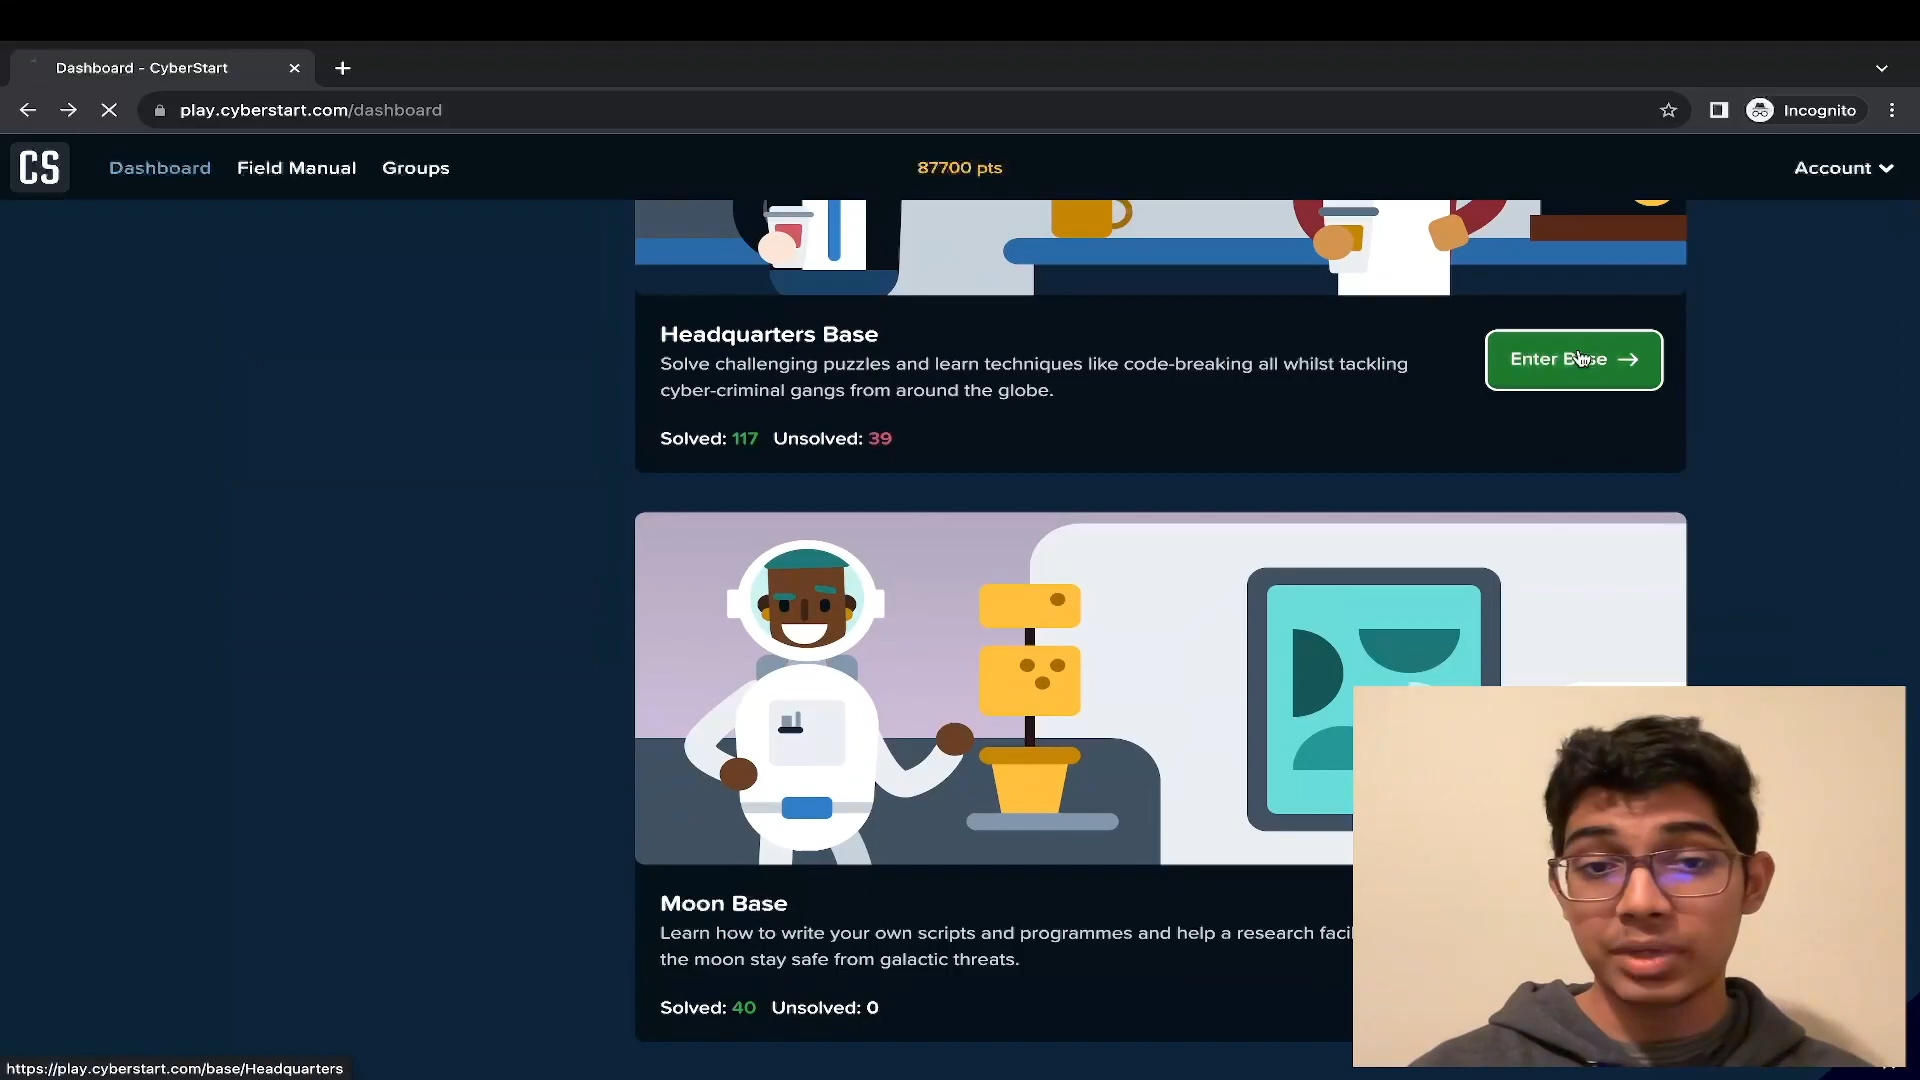 Dashboard - CyberStart
play.cyberstart.com/dashboard
Incognito
CS
Dashboard
Field Manual
Groups
87700 pts
Account
Headquarters Base
Solve challenging puzzles and learn techniques like code-breaking all whilst tackling
cyber-criminal gangs from around the globe.
Enter Base
Solved: 117 Unsolved: 39
Moon Base
Learn how to write your own scripts and programmes and help a research
the moon stay safe from galactic threats.
Solved: 40 Unsolved: 0
https://play.cyberstart.com/base/Headquarters